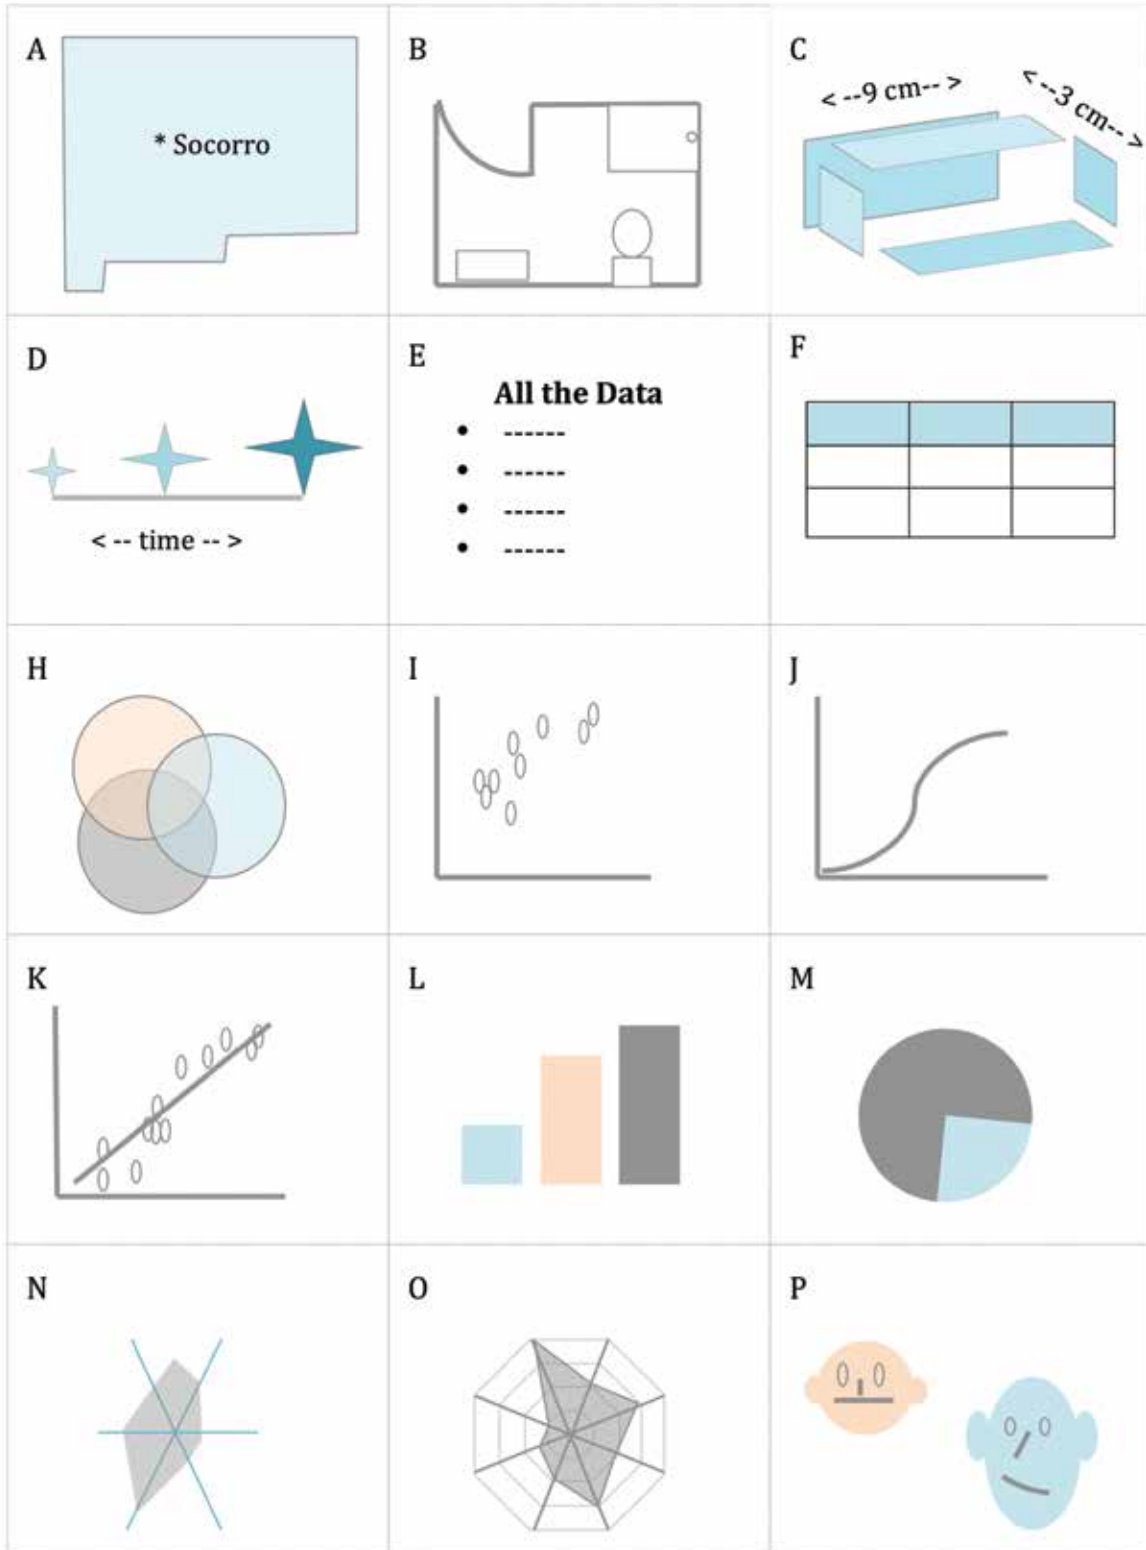 A
* Socorro
B
C
< --9 cm-- >
< --3 cm-- >
D
< -- time -- >
E
All the Data
• ------
• ------
• ------
• ------
F
H
I
J
K
L
M
N
O
P